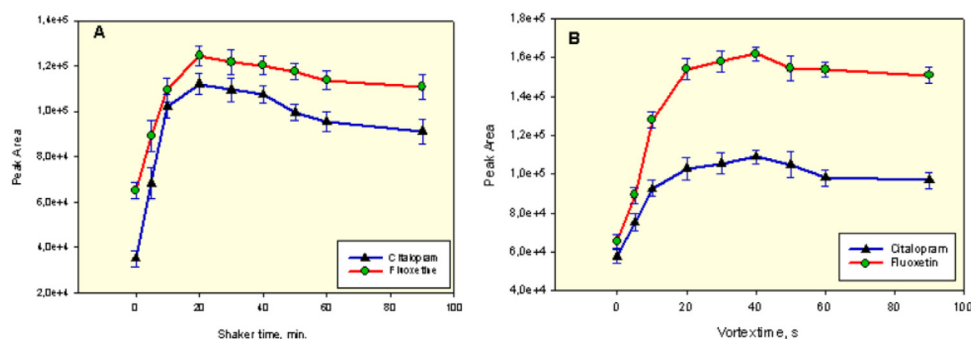 A
1,4e+5
1,2e+5
1,0e+5
8,0e+4
6,0e+4
4,0e+4
2,0e+4
Peak Area
0 20 40 60 80 100
Shaker time, min.
Citalopram
Fluoxetine
B
1,8e+5
1,6e+5
1,4e+5
1,2e+5
1,0e+5
8,0e+4
6,0e+4
4,0e+4
Peak Area
0 20 40 60 80 100
Vortextime, s
Citalopram
Fluoxetin